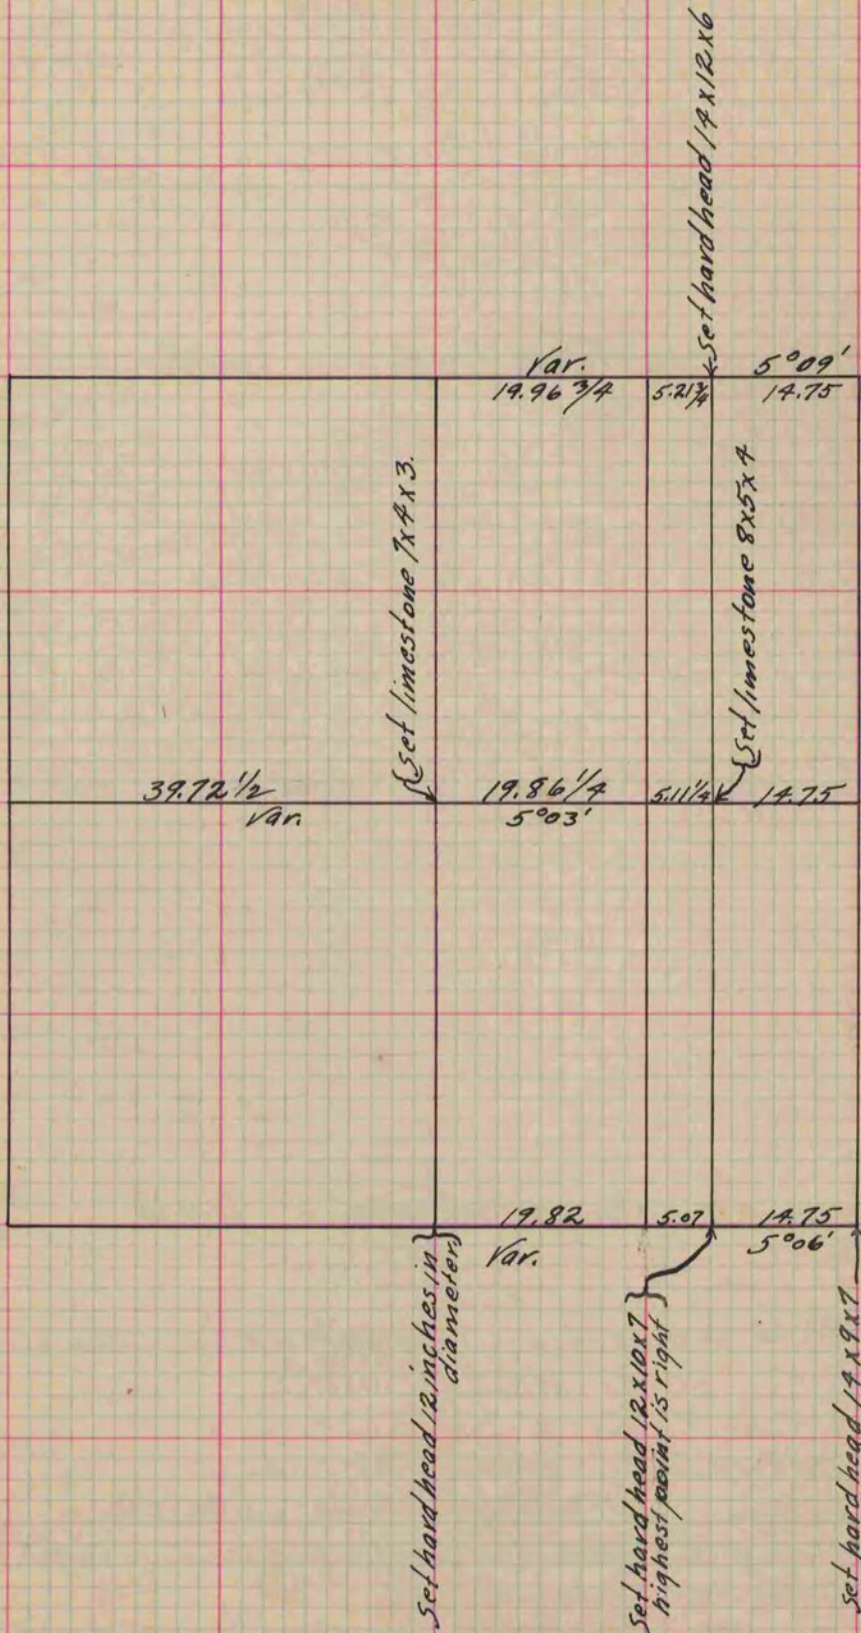 Set hard head 14x12x6
Var. 5°09'
19.96 3/4 5.21 3/4 14.75
Set limestone 7x4x3.
Set limestone 8x5x4
39.72 1/2 19.86 1/4 5.11 1/4 14.75
Var. 5°03'
19.82 5.07 14.75
Var. 5°06'
Set hard head 12 inches in
diameter
Set hard head 12x10x7
highest point is right
Set hard head 14x9x7